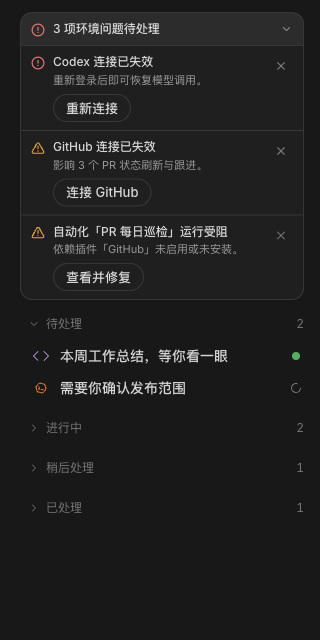 3 项环境问题待处理
Codex 连接已失效
重新登录后即可恢复模型调用。
重新连接
GitHub 连接已失效
影响 3 个 PR 状态刷新与跟进。
连接 GitHub
自动化「PR 每日巡检」运行受阻
依赖插件「GitHub」未启用或未安装。
查看并修复
待处理 2
本周工作总结，等你看一眼
需要你确认发布范围
进行中 2
稍后处理 1
已处理 1